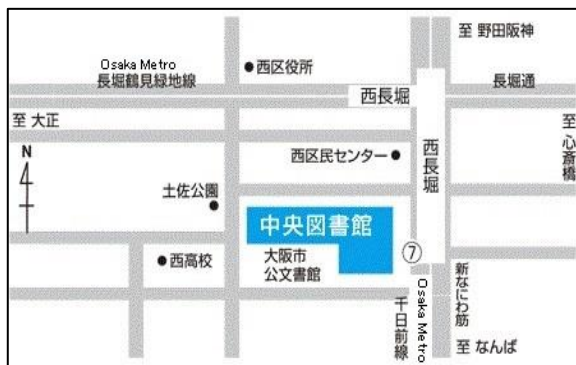 至 野田阪神
Osaka Metro
長堀鶴見緑地線
西区役所
長堀通
西長堀
至 大正
至 心斎橋
N
西区民センター
西長堀
土佐公園
中央図書館
西高校
大阪市
公文書館
⑦
新なにわ筋
千日前線
Osaka Metro
至 なんば